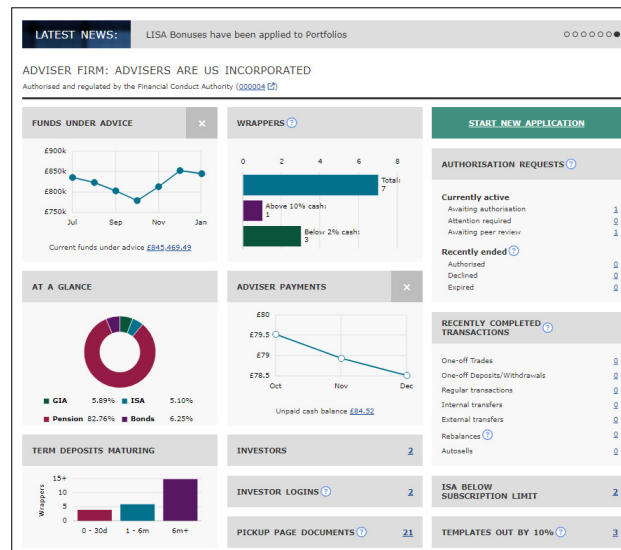 LATEST NEWS:
LISA Bonuses have been applied to Portfolios
ADVISER FIRM: ADVISERS ARE US INCORPORATED
Authorised and regulated by the Financial Conduct Authority (000004)
FUNDS UNDER ADVICE ×
£900k
£850k
£800k
£750k
Jul Sep Nov Jan
Current funds under advice £845,469.49
WRAPPERS ?
0 2 4 6 8
Total:
7
Above 10% cash:
1
Below 2% cash:
3
START NEW APPLICATION
AUTHORISATION REQUESTS ?
Currently active
Awaiting authorisation 1
Attention required 0
Awaiting peer review 1
Recently ended ?
Authorised 0
Declined 0
Expired 0
AT A GLANCE
GIA 5.89% ISA 5.10%
Pension 82.76% Bonds 6.25%
ADVISER PAYMENTS ×
£80
£79.5
£79
£78.5
Oct Nov Dec
Unpaid cash balance £84.52
RECENTLY COMPLETED
TRANSACTIONS ?
One-off Trades 0
One-off Deposits/Withdrawals 0
Regular transactions 0
Internal transfers 0
External transfers 0
Rebalances ? 0
Autosells 0
TERM DEPOSITS MATURING
Wrappers
15+
10
5
0
0 - 30d 1 - 6m 6m+
INVESTORS 2
INVESTOR LOGINS ? 2
PICKUP PAGE DOCUMENTS ? 21
ISA BELOW
SUBSCRIPTION LIMIT 2
TEMPLATES OUT BY 10% ? 3